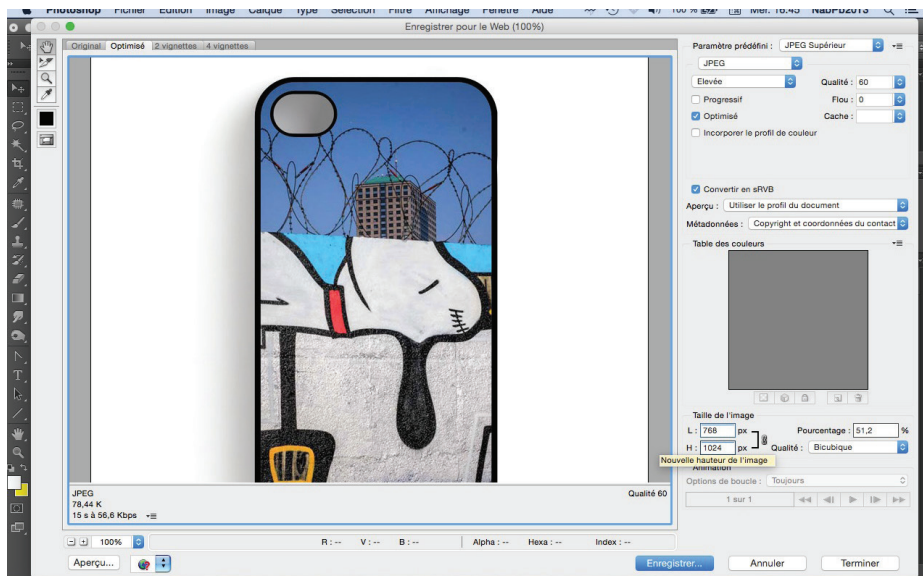 Photoshop Fichier Edition Image Calque Type Sélection Filtre Affichage Fenêtre Aide 100 % Mer. 16:45 NabPb2013
Enregistrer pour le Web (100%)
Original Optimisé 2 vignettes 4 vignettes
Paramètre prédéfini : JPEG Supérieur
JPEG
Elevée Qualité : 60
Progressif Flou : 0
Optimisé Cache :
Incorporer le profil de couleur
Convertir en sRVB
Aperçu : Utiliser le profil du document
Métadonnées : Copyright et coordonnées du contact
Table des couleurs
Taille de l'image
L : 768 px Pourcentage : 51,2 %
H : 1024 px Qualité : Bicubique
Nouvelle hauteur de l'image
Animation
Options de boucle : Toujours
1 sur 1
JPEG Qualité 60
78,44 K
15 s à 56,6 Kbps
100% R : -- V : -- B : -- Alpha : -- Hexa : -- Index : --
Aperçu... Enregistrer... Annuler Terminer